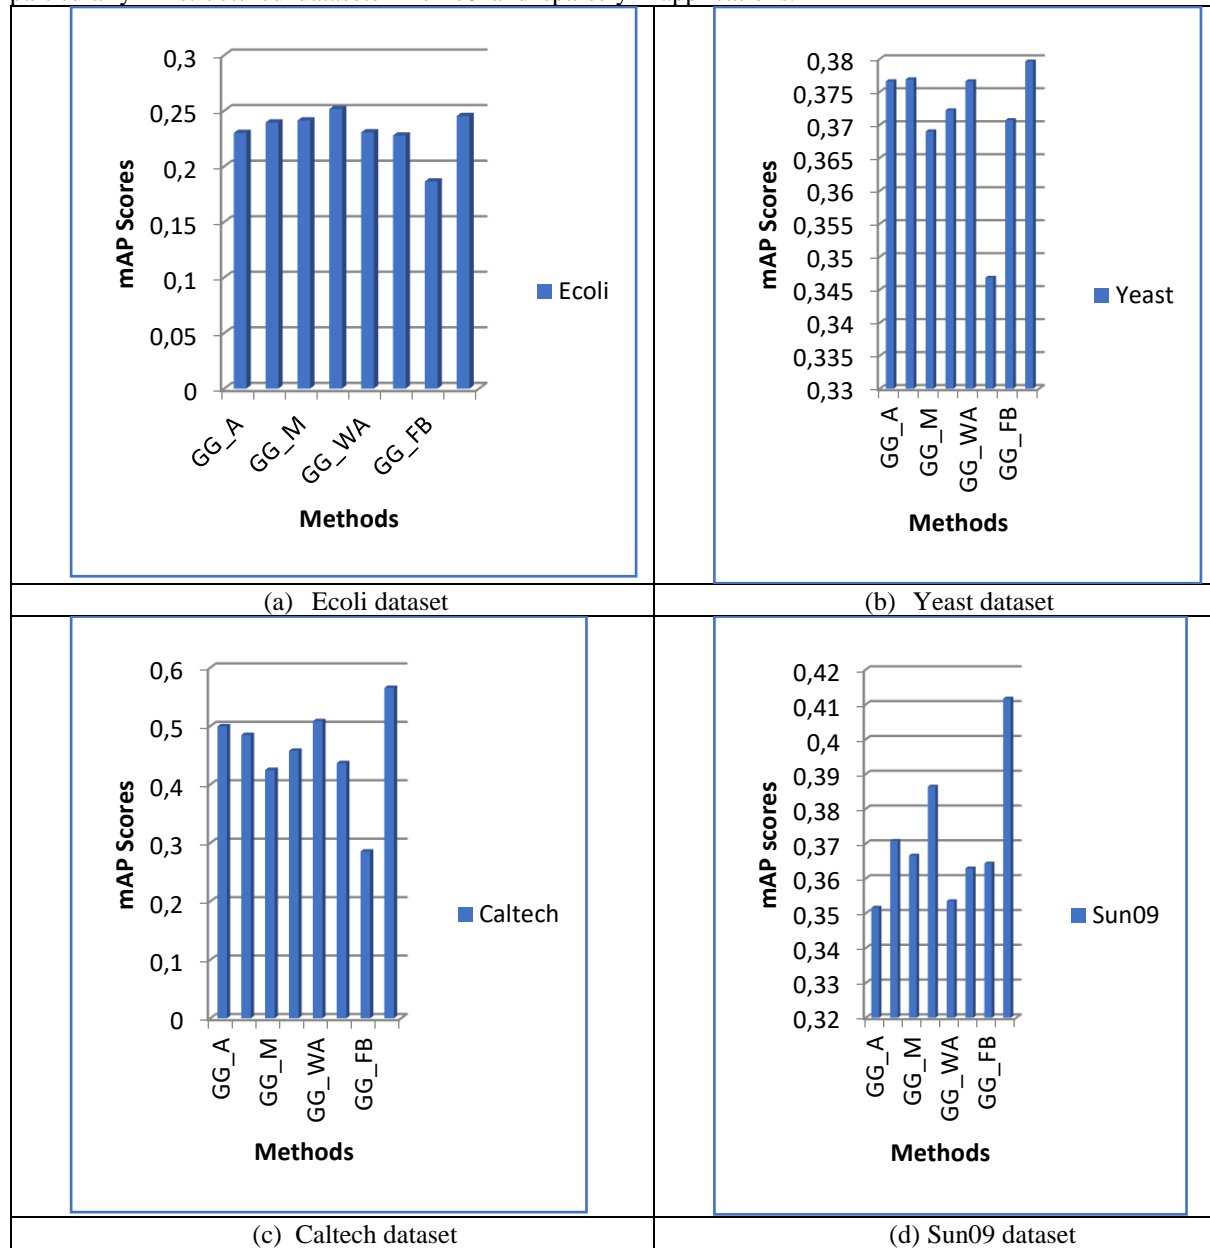 0,3
0,25
0,2
0,15
0,1
0,05
0
mAP Scores
GG_A
GG_M
GG_WA
GG_FB
Methods
Ecoli
0,38
0,375
0,37
0,365
0,36
0,355
0,35
0,345
0,34
0,335
0,33
mAP Scores
GG_A
GG_M
GG_WA
GG_FB
Methods
Yeast
(a) Ecoli dataset
(b) Yeast dataset
0,6
0,5
0,4
0,3
0,2
0,1
0
mAP Scores
GG_A
GG_M
GG_WA
GG_FB
Methods
Caltech
0,42
0,41
0,4
0,39
0,38
0,37
0,36
0,35
0,34
0,33
0,32
mAP scores
GG_A
GG_M
GG_WA
GG_FB
Methods
Sun09
(c) Caltech dataset
(d) Sun09 dataset